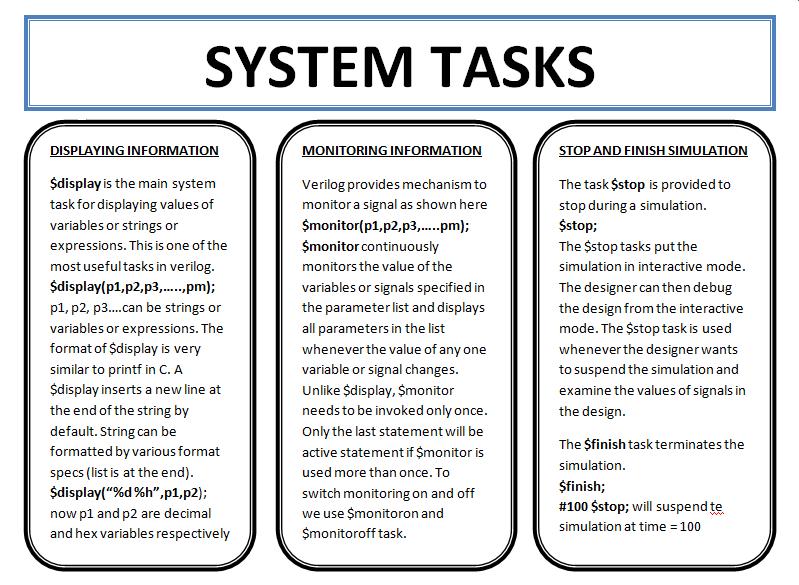 SYSTEM TASKS
DISPLAYING INFORMATION
$display is the main system
task for displaying values of
variables or strings or
expressions. This is one of the
most useful tasks in verilog.
$display(p1,p2,p3,…..,pm);
p1, p2, p3….can be strings or
variables or expressions. The
format of $display is very
similar to printf in C. A
$display inserts a new line at
the end of the string by
default. String can be
formatted by various format
specs (list is at the end).
$display(“%d %h”,p1,p2);
now p1 and p2 are decimal
and hex variables respectively
MONITORING INFORMATION
Verilog provides mechanism to
monitor a signal as shown here
$monitor(p1,p2,p3,…..pm);
$monitor continuously
monitors the value of the
variables or signals specified in
the parameter list and displays
all parameters in the list
whenever the value of any one
variable or signal changes.
Unlike $display, $monitor
needs to be invoked only once.
Only the last statement will be
active statement if $monitor is
used more than once. To
switch monitoring on and off
we use $monitoron and
$monitoroff task.
STOP AND FINISH SIMULATION
The task $stop is provided to
stop during a simulation.
$stop;
The $stop tasks put the
simulation in interactive mode.
The designer can then debug
the design from the interactive
mode. The $stop task is used
whenever the designer wants
to suspend the simulation and
examine the values of signals in
the design.
The $finish task terminates the
simulation.
$finish;
#100 $stop; will suspend te
simulation at time = 100